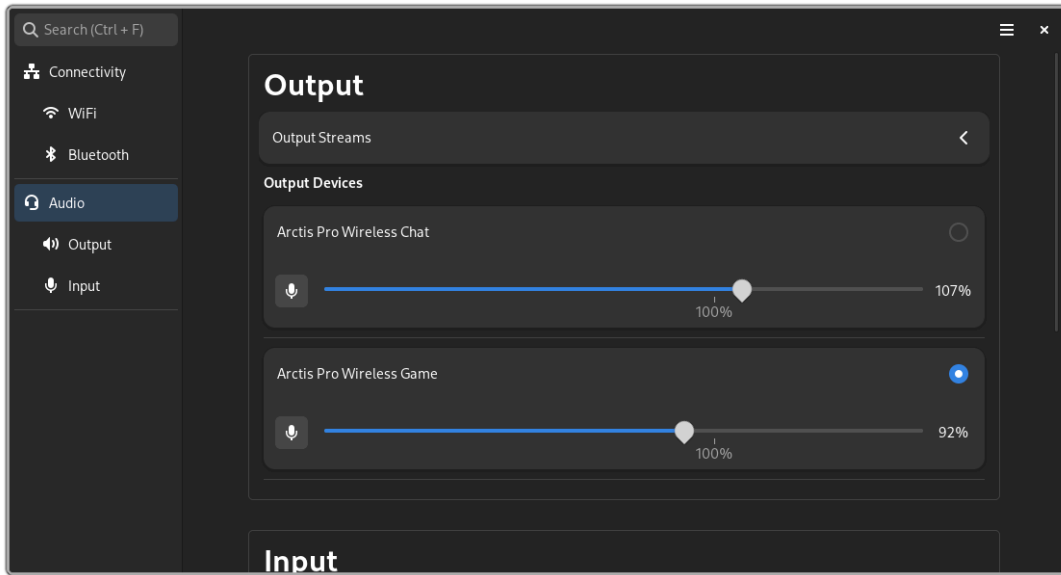 Search (Ctrl + F)
Connectivity
WiFi
Bluetooth
Audio
Output
Input
Output
Output Streams
Output Devices
Arctis Pro Wireless Chat
107%
100%
Arctis Pro Wireless Game
92%
100%
Input